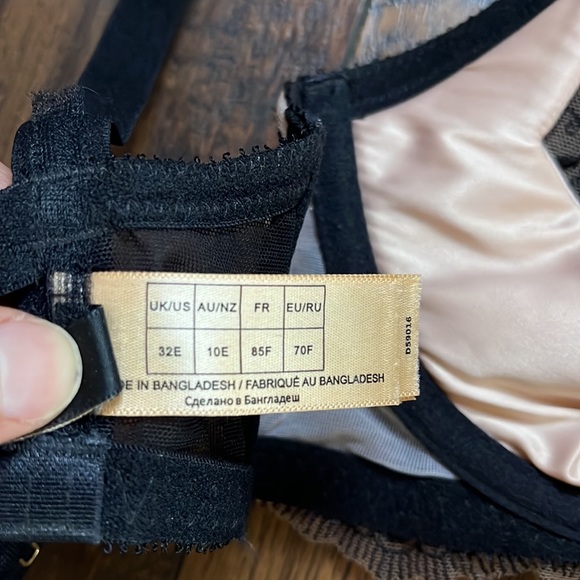 UK/US AU/NZ FR EU/RU
32E 10E 85F 70F
IN BANGLADESH / FABRIQUÉ AU BANGLADESH
Сделано в Бангладеш
D59016